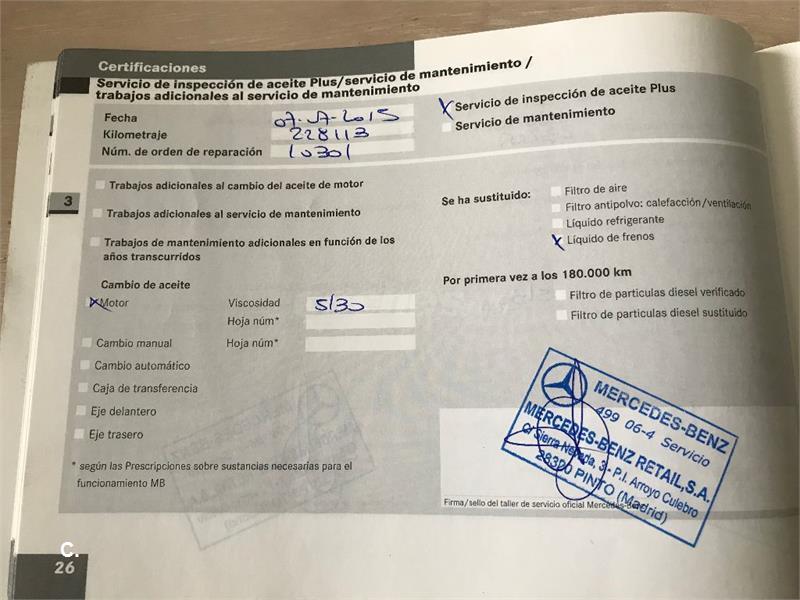 Certificaciones
Servicio de inspección de aceite Plus/servicio de mantenimiento /
trabajos adicionales al servicio de mantenimiento
Fecha 07-A-2015
Kilometraje 228113
Núm. de orden de reparación 10301
X Servicio de inspección de aceite Plus
Servicio de mantenimiento
3
Trabajos adicionales al cambio del aceite de motor
Trabajos adicionales al servicio de mantenimiento
Trabajos de mantenimiento adicionales en función de los
años transcurridos
Se ha sustituido:
Filtro de aire
Filtro antipolvo: calefacción/ventilación
Líquido refrigerante
X Líquido de frenos
Cambio de aceite
X Motor Viscosidad 5/30
Hoja núm*
Cambio manual Hoja núm*
Cambio automático
Caja de transferencia
Eje delantero
Eje trasero
Por primera vez a los 180.000 km
Filtro de particulas diesel verificado
Filtro de particulas diesel sustituido
MERCEDES-BENZ
499 06-4 Servicio
MERCEDES-BENZ RETAIL, S.A.
C/ Sierra Nevada, 3 - P.I. Arroyo Culebro
28320 PINTO (Madrid)
Firma/sello del taller de servicio oficial Mercedes-Benz
* según las Prescripciones sobre sustancias necesarias para el
funcionamiento MB
C.
26